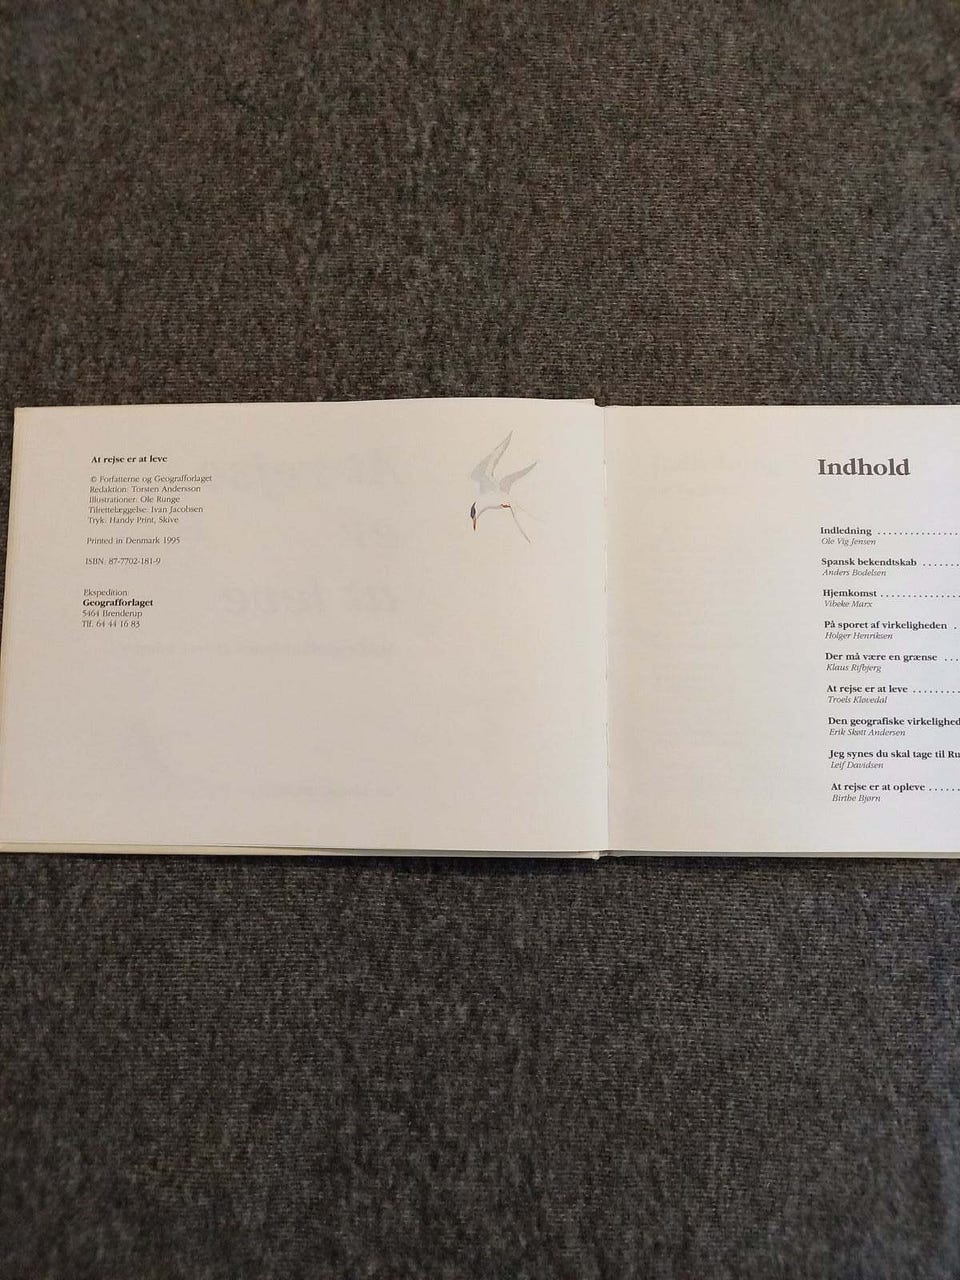 At rejse er at leve
© Forfatterne og Geografforlaget
Redaktion: Torsten Andersson
Illustrationer: Ole Runge
Tilrettelæggelse: Ivan Jacobsen
Tryk: Handy Print, Skive
Printed in Denmark 1995
ISBN: 87-7702-181-9
Ekspedition:
Geografforlaget
5464 Brenderup
Tlf. 64 44 16 83
Indhold
Indledning ...............
Ole Vig Jensen
Spansk bekendtskab .......
Anders Bodelsen
Hjemkomst ...............
Vibeke Marx
På sporet af virkeligheden .
Holger Henriksen
Der må være en grænse ...
Klaus Rifbjerg
At rejse er at leve .........
Troels Kløvedal
Den geografiske virkelighed
Erik Skøtt Andersen
Jeg synes du skal tage til Ru
Leif Davidsen
At rejse er at opleve ......
Birthe Bjørn